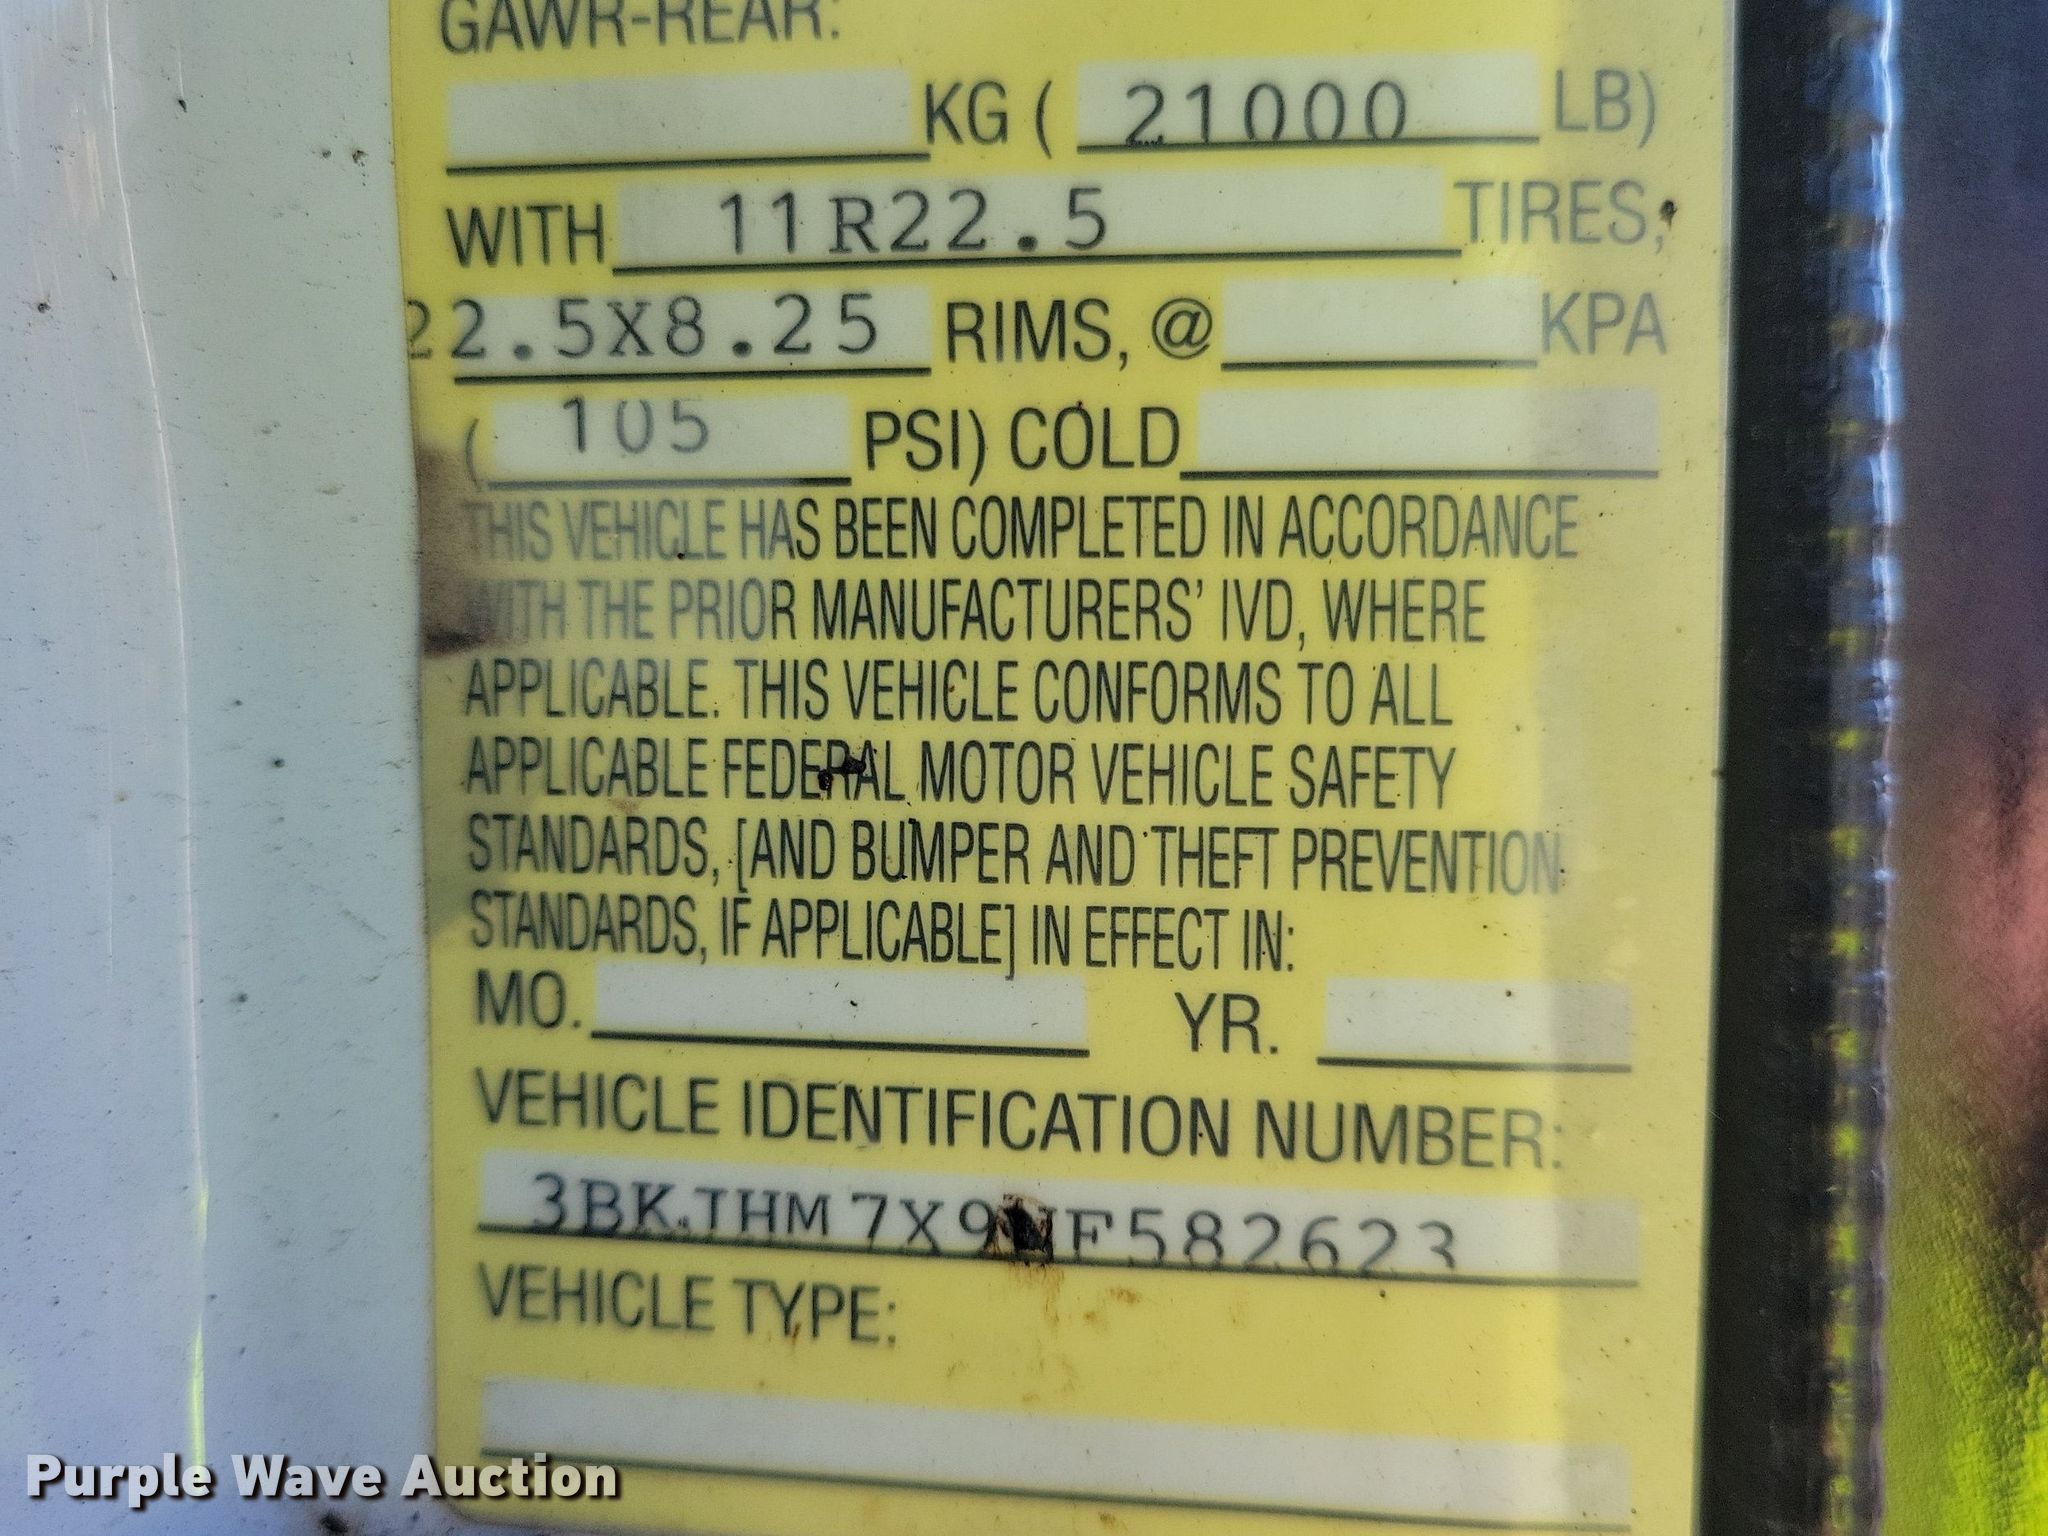 GAWR-REAR:
KG ( 21000 LB)
WITH 11R22.5 TIRES,
22.5X8.25 RIMS, @ KPA
( 105 PSI) COLD
THIS VEHICLE HAS BEEN COMPLETED IN ACCORDANCE
WITH THE PRIOR MANUFACTURERS' IVD, WHERE
APPLICABLE. THIS VEHICLE CONFORMS TO ALL
APPLICABLE FEDERAL MOTOR VEHICLE SAFETY
STANDARDS, [AND BUMPER AND THEFT PREVENTION
STANDARDS, IF APPLICABLE] IN EFFECT IN:
MO. YR.
VEHICLE IDENTIFICATION NUMBER:
VEHICLE TYPE:
Purple Wave Auction